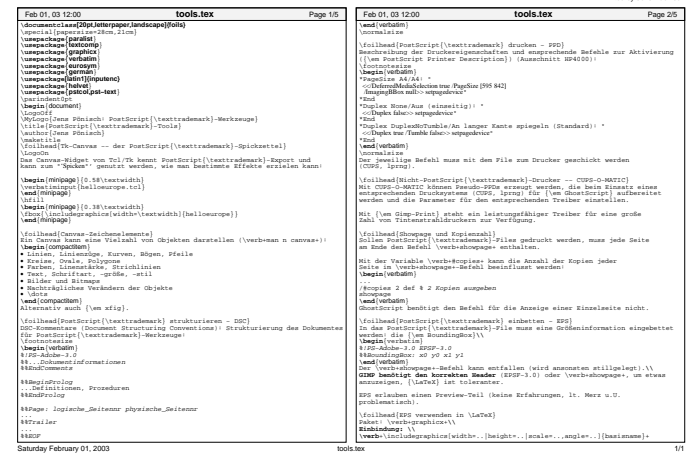 Feb 01, 03 12:00 tools.tex Page 1/5
\documentclass[20pt,letterpaper,landscape]{foils}
\special{papersize=28cm,21cm}
\usepackage{paralist}
\usepackage{textcomp}
\usepackage{graphicx}
\usepackage{verbatim}
\usepackage{eurosym}
\usepackage{german}
\usepackage[latin1]{inputenc}
\usepackage{helvet}
\usepackage{pstcol,pst-text}
\parindent0pt
\begin{document}
\LogoOff
\MyLogo{Jens Pönisch: PostScript{\texttrademark}-Werkzeuge}
\title{PostScript{\texttrademark}-Tools}
\author{Jens Pönisch}
\maketitle
\foilhead{Tk-Canvas -- der PostScript{\texttrademark}-Spickzettel}
\LogoOn
Das Canvas-Widget von Tcl/Tk kennt PostScript{\texttrademark}-Export und
kann zum "`Spicken"' genutzt werden, wie man bestimmte Effekte erzielen kann:
\begin{minipage}{0.58\textwidth}
\verbatiminput{helloeurope.tcl}
\end{minipage}
\hfill
\begin{minipage}{0.38\textwidth}
\fbox{\includegraphics[width=\textwidth]{helloeurope}}
\end{minipage}
\foilhead{Canvas-Zeichenelemente}
Ein Canvas kann eine Vielzahl von Objekten darstellen (\verb+man n canvas+):
\begin{compactitem}
• Linien, Linienzüge, Kurven, Bögen, Pfeile
• Kreise, Ovale, Polygone
• Farben, Linenstärke, Strichlinien
• Text, Schriftart, -größe, -stil
• Bilder und Bitmaps
• Nachträgliches Verändern der Objekte
• \dots
\end{compactitem}
Alternativ auch {\em xfig}.
\foilhead{PostScript{\texttrademark} strukturieren - DSC}
DSC-Kommentare (Document Structuring Conventions): Strukturierung des Dokumentes
für PostScript{\texttrademark}-Werkzeuge:
\footnotesize
\begin{verbatim}
%!PS-Adobe-3.0
%%...Dokumentinformationen
%%EndComments
%%BeginProlog
...Definitionen, Prozeduren
%%EndProlog
%%Page: logische_Seitennr physische_Seitennr
...
%%Trailer
...
%%EOF
Feb 01, 03 12:00 tools.tex Page 2/5
\end{verbatim}
\normalsize
\foilhead{PostScript{\texttrademark} drucken - PPD}
Beschreibung der Druckereigenschaften und ensprechende Befehle zur Aktivierung
({\em PostScript Printer Description}) (Ausschnitt HP4000):
\footnotesize
\begin{verbatim}
*PageSize A4/A4: "
<</DeferredMediaSelection true /PageSize [595 842]
/ImagingBBox null>> setpagedevice"
*End
*Duplex None/Aus (einseitig): "
<</Duplex false>> setpagedevice"
*End
*Duplex DuplexNoTumble/An langer Kante spiegeln (Standard): "
<</Duplex true /Tumble false>> setpagedevice"
*End
\end{verbatim}
\normalsize
Der jeweilige Befehl muss mit dem File zum Drucker geschickt werden
(CUPS, lprng).
\foilhead{Nicht-PostScript{\texttrademark}-Drucker -- CUPS-O-MATIC}
Mit CUPS-O-MATIC können Pseudo-PPDs erzeugt werden, die beim Einsatz eines
entsprechenden Drucksystems (CUPS, lprng) für {\em GhostScript} aufbereitet
werden und die Parameter für den entsprechenden Treiber einstellen.
Mit {\em Gimp-Print} steht ein leistungsfähiger Treiber für eine große
Zahl von Tintenstrahldruckern zur Verfügung.
\foilhead{Showpage und Kopienzahl}
Sollen PostScript{\texttrademark}-Files gedruckt werden, muss jede Seite
am Ende den Befehl \verb+showpage+ enthalten.
Mit der Variable \verb+#copies+ kann die Anzahl der Kopien jeder
Seite im \verb+showpage+-Befehl beeinflusst werden:
\begin{verbatim}
...
/#copies 2 def % 2 Kopien ausgeben
showpage
\end{verbatim}
GhostScript benötigt den Befehl für die Anzeige einer Einzelseite nicht.
\foilhead{PostScript{\texttrademark} einbetten - EPS}
In das PostScript{\texttrademark}-File muss eine Größeninformation eingebettet
werden: die {\em BoundingBox}\\
\begin{verbatim}
%!PS-Adobe-3.0 EPSF-3.0
%%BoundingBox: x0 y0 x1 y1
\end{verbatim}
Der \verb+showpage+-Befehl kann entfallen (wird ansonsten stillgelegt).\\
GIMP benötigt den korrekten Header (EPSF-3.0) oder \verb+showpage+, um etwas
anzuzeigen, {\LaTeX} ist toleranter.
EPS erlauben einen Preview-Teil (keine Erfahrungen, lt. Merz u.U.
problematisch).
\foilhead{EPS verwenden in \LaTeX}
Paket: \verb+graphicx+\\
Einbindung: \\
\verb+\includegraphics[width=..|height=..|scale=..,angle=..]{basisname}+
Saturday February 01, 2003 tools.tex 1/1